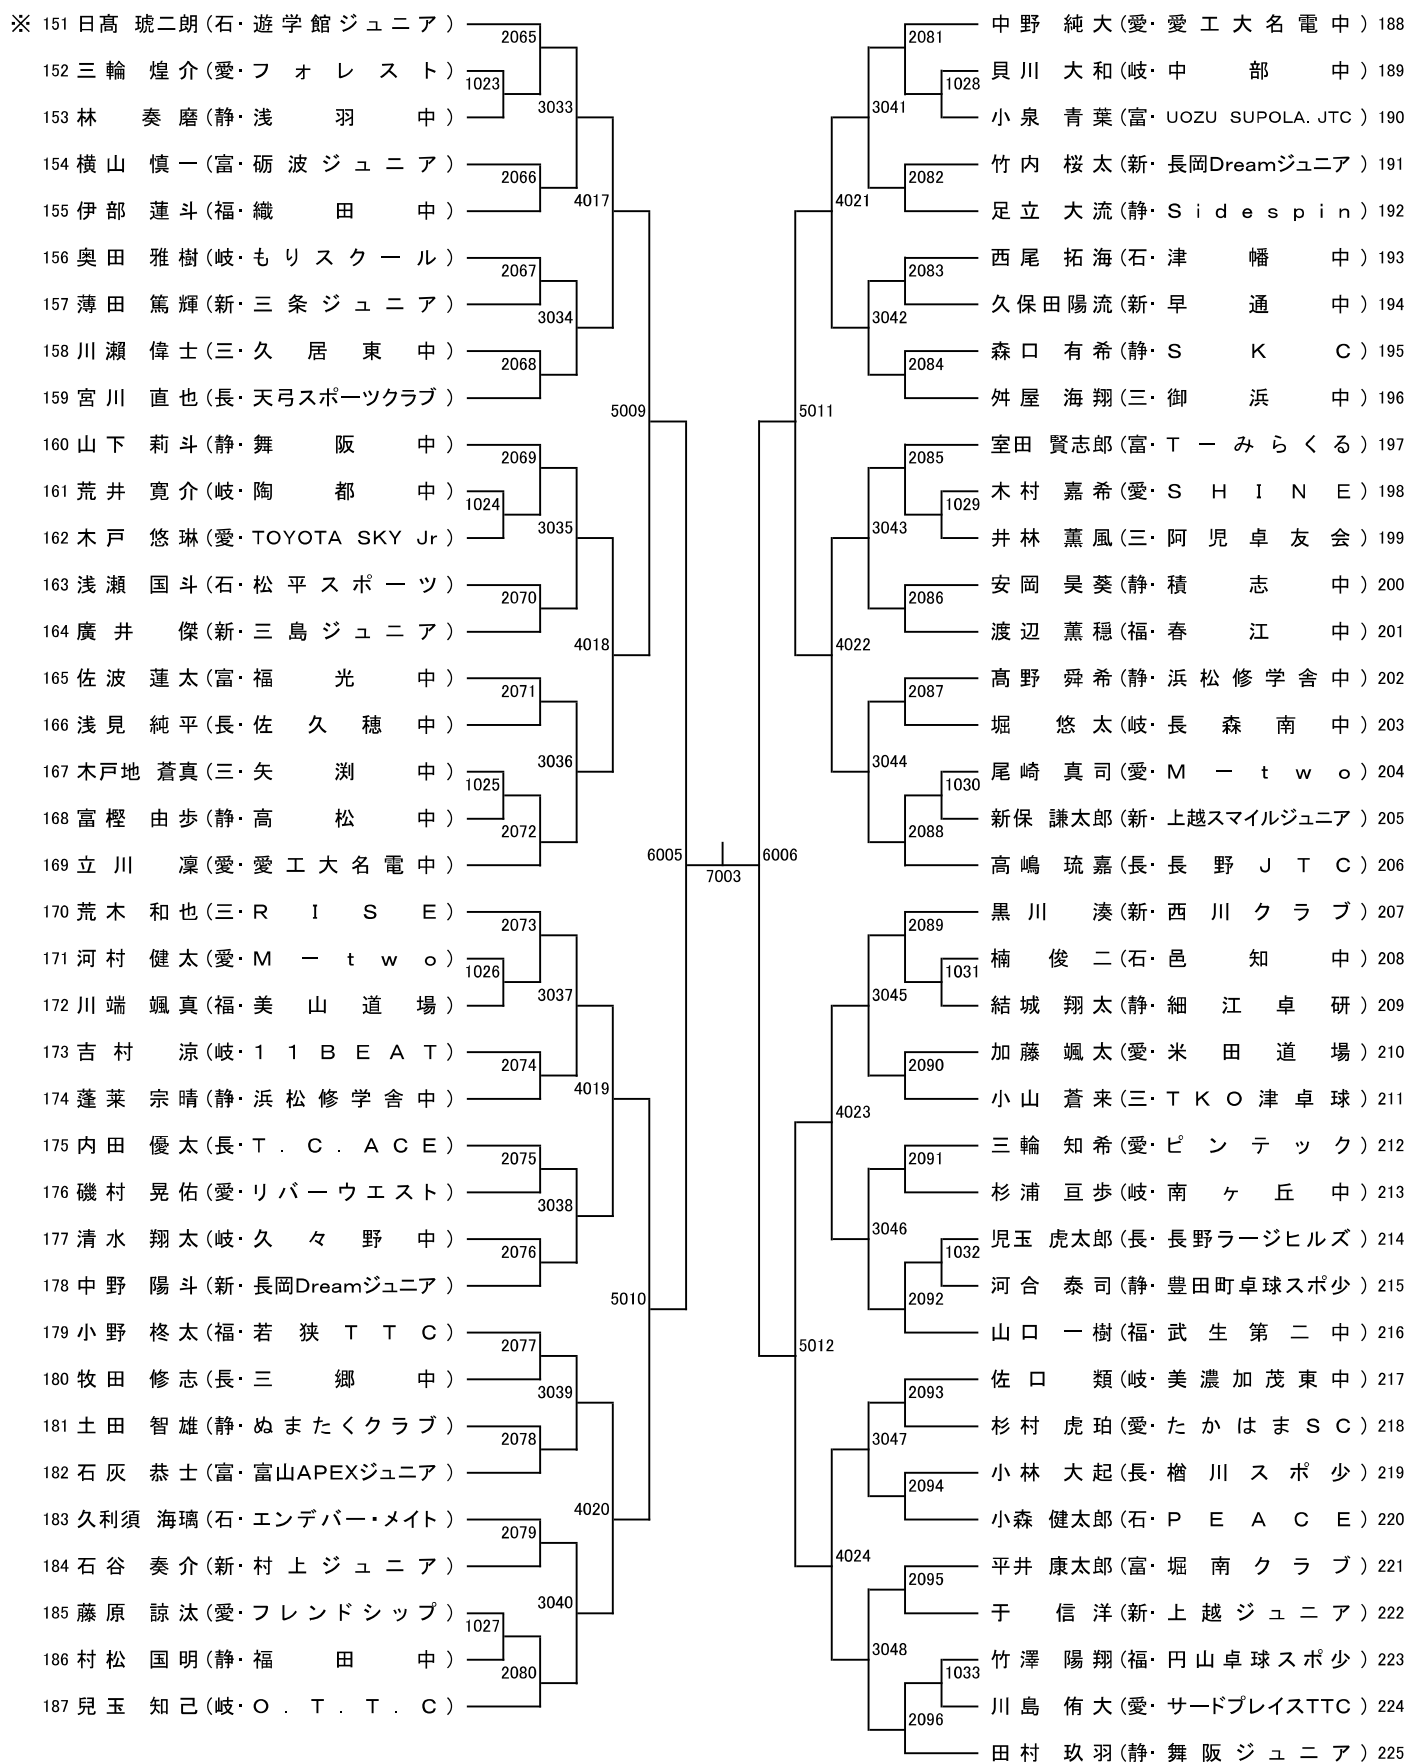 ※ 151 日髙 琥二朗(石・遊学館ジュニア)
152 三輪 煌介(愛・フォレスト)
153 林 奏磨(静・浅羽中)
154 横山 慎一(富・砺波ジュニア)
155 伊部 蓮斗(福・織田中)
156 奥田 雅樹(岐・もりスクール)
157 薄田 篤輝(新・三条ジュニア)
158 川瀬 偉士(三・久居東中)
159 宮川 直也(長・天弓スポーツクラブ)
160 山下 莉斗(静・舞阪中)
161 荒井 寛介(岐・陶都中)
162 木戸 悠琳(愛・TOYOTA SKY Jr)
163 浅瀬 国斗(石・松平スポーツ)
164 廣井 傑(新・三島ジュニア)
165 佐波 蓮太(富・福光中)
166 浅見 純平(長・佐久穂中)
167 木戸地 蒼真(三・矢渕中)
168 富樫 由歩(静・高松中)
169 立川 凜(愛・愛工大名電中)
170 荒木 和也(三・RISE)
171 河村 健太(愛・M-two)
172 川端 颯真(福・美山道場)
173 吉村 涼(岐・11BEAT)
174 蓬莱 宗晴(静・浜松修学舎中)
175 内田 優太(長・T.C.ACE)
176 磯村 晃佑(愛・リバーウエスト)
177 清水 翔太(岐・久々野中)
178 中野 陽斗(新・長岡Dreamジュニア)
179 小野 柊太(福・若狭TTC)
180 牧田 修志(長・三郷中)
181 土田 智雄(静・ぬまたくクラブ)
182 石灰 恭士(富・富山APEXジュニア)
183 久利須 海璃(石・エンデバー・メイト)
184 石谷 奏介(新・村上ジュニア)
185 藤原 諒汰(愛・フレンドシップ)
186 村松 国明(静・福田中)
187 兒玉 知己(岐・O.T.T.C)
2065
1023
3033
2066
4017
2067
3034
2068
5009
2069
1024
3035
2070
4018
2071
3036
1025
2072
6005
2073
1026
3037
2074
4019
2075
3038
2076
5010
2077
3039
2078
4020
2079
3040
1027
2080
7003
6006
2081
1028
3041
2082
4021
2083
3042
2084
5011
2085
1029
3043
2086
4022
2087
3044
1030
2088
2089
1031
3045
2090
4023
2091
3046
1032
2092
5012
2093
3047
2094
4024
2095
3048
1033
2096
中野 純大(愛・愛工大名電中) 188
貝川 大和(岐・中部中) 189
小泉 青葉(富・UOZU SUPOLA. JTC) 190
竹内 桜太(新・長岡Dreamジュニア) 191
足立 大流(静・Sidespin) 192
西尾 拓海(石・津幡中) 193
久保田陽流(新・早通中) 194
森口 有希(静・SKC) 195
舛屋 海翔(三・御浜中) 196
室田 賢志郎(富・T-みらくる) 197
木村 嘉希(愛・SHINE) 198
井林 薫風(三・阿児卓友会) 199
安岡 昊葵(静・積志中) 200
渡辺 薫穏(福・春江中) 201
髙野 舜希(静・浜松修学舎中) 202
堀 悠太(岐・長森南中) 203
尾崎 真司(愛・M-two) 204
新保 謙太郎(新・上越スマイルジュニア) 205
高嶋 琉嘉(長・長野JTC) 206
黒川 湊(新・西川クラブ) 207
楠 俊二(石・邑知中) 208
結城 翔太(静・細江卓研) 209
加藤 颯太(愛・米田道場) 210
小山 蒼来(三・TKO津卓球) 211
三輪 知希(愛・ピンテック) 212
杉浦 亘歩(岐・南ヶ丘中) 213
児玉 虎太郎(長・長野ラージヒルズ) 214
河合 泰司(静・豊田町卓球スポ少) 215
山口 一樹(福・武生第二中) 216
佐口 類(岐・美濃加茂東中) 217
杉村 虎珀(愛・たかはまSC) 218
小林 大起(長・楢川スポ少) 219
小森 健太郎(石・PEACE) 220
平井 康太郎(富・堀南クラブ) 221
于 信洋(新・上越ジュニア) 222
竹澤 陽翔(福・円山卓球スポ少) 223
川島 侑大(愛・サードプレイスTTC) 224
田村 玖羽(静・舞阪ジュニア) 225